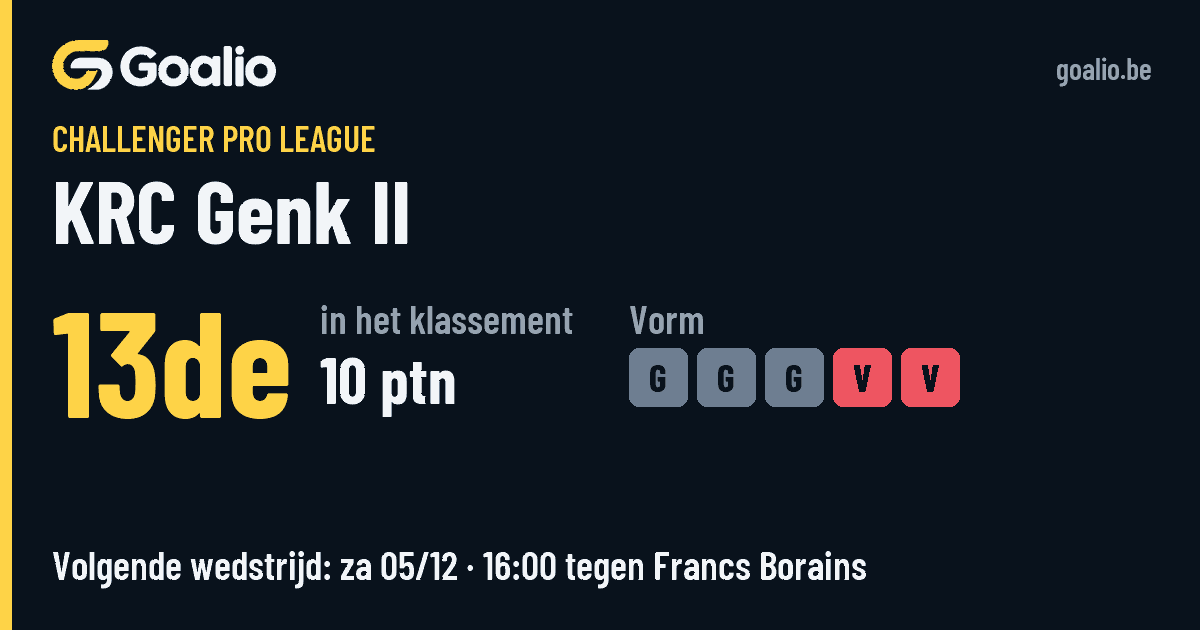 Goalio
goalio.be
CHALLENGER PRO LEAGUE
KRC Genk II
13de
in het klassement
10 ptn
Vorm
G G G V V
Volgende wedstrijd: za 05/12 · 16:00 tegen Francs Borains